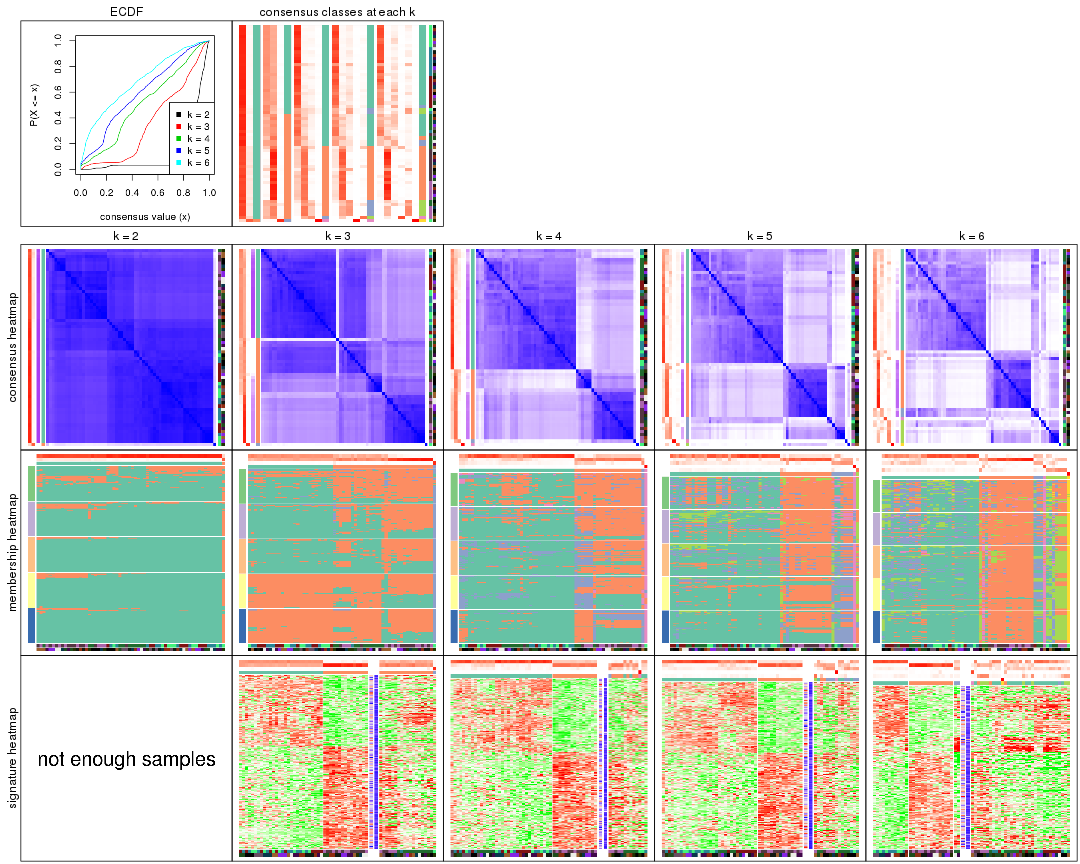 ECDF
consensus classes at each k
P(X <= x)
0.0 0.2 0.4 0.6 0.8 1.0
k = 2
k = 3
k = 4
k = 5
k = 6
0.0 0.2 0.4 0.6 0.8 1.0
consensus value (x)
k = 2
k = 3
k = 4
k = 5
k = 6
consensus heatmap
membership heatmap
signature heatmap
not enough samples